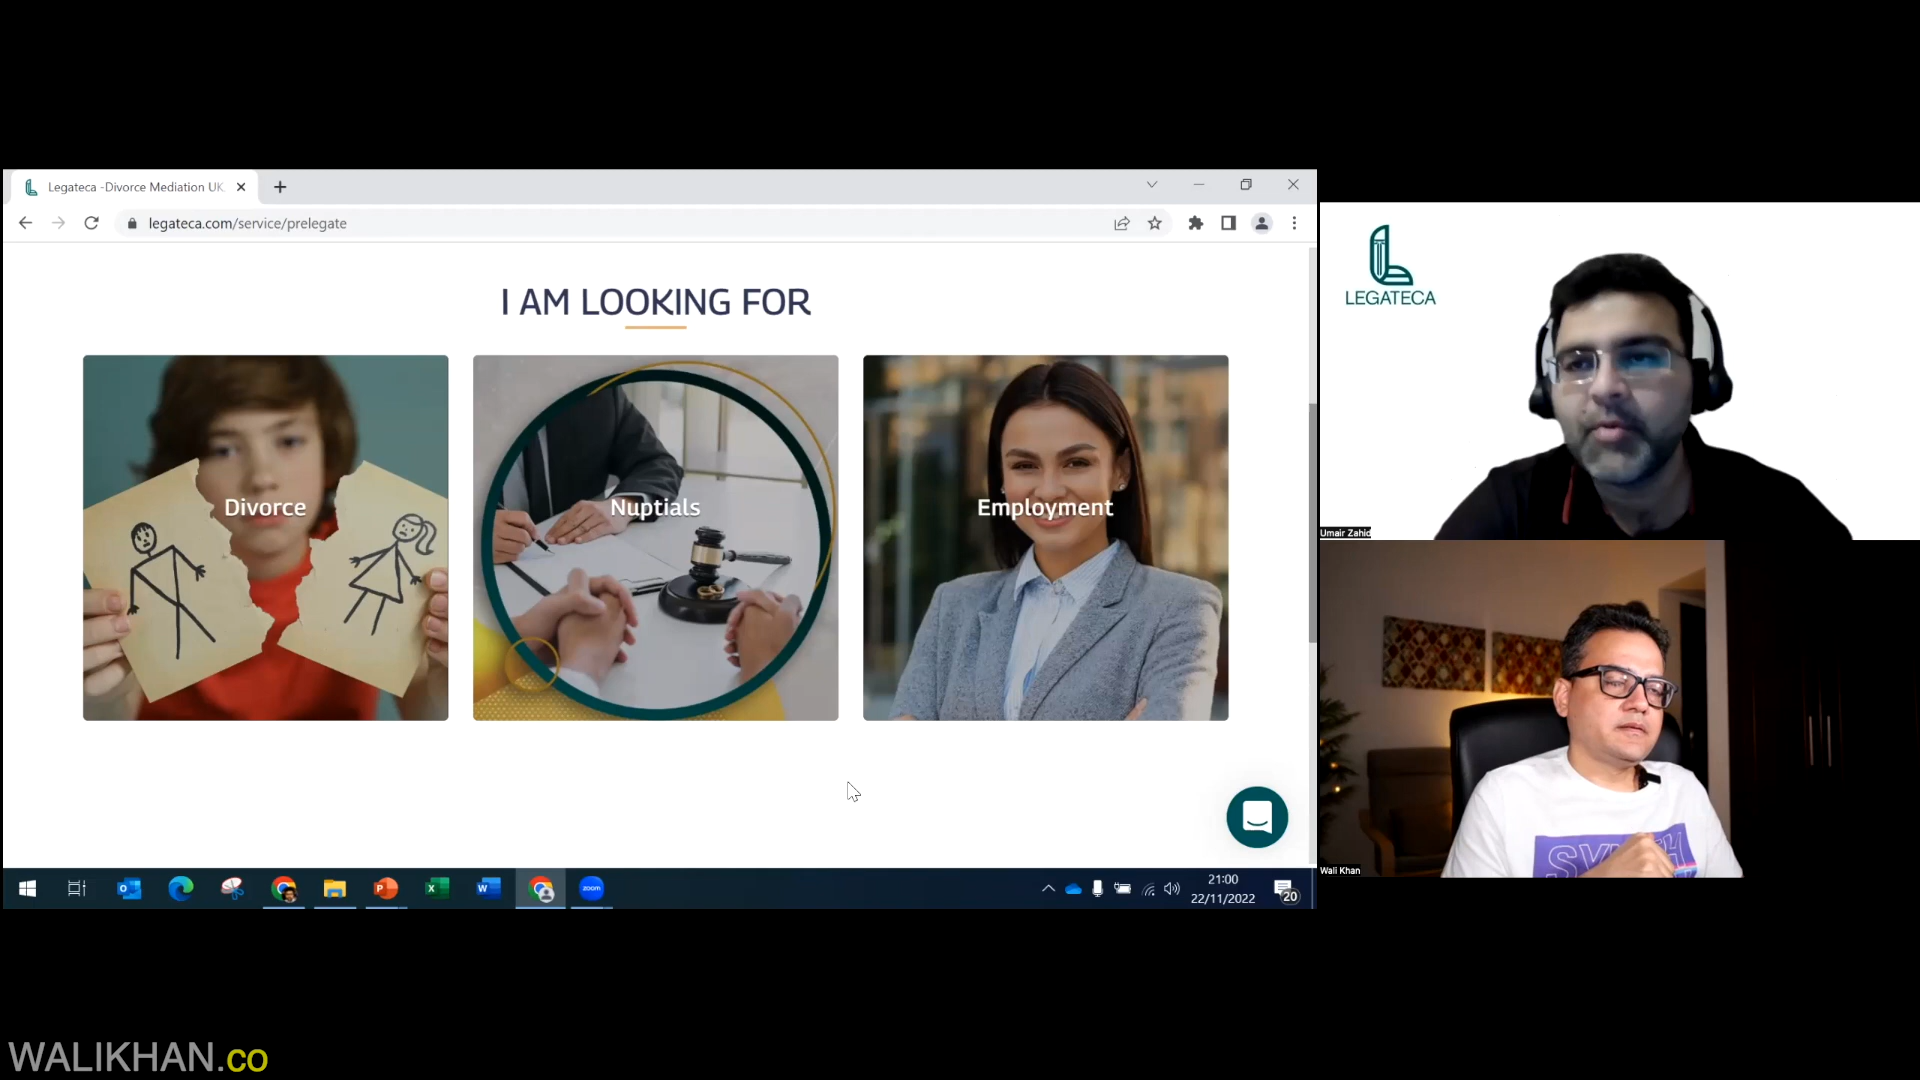 Legateca -Divorce Mediation UK
legateca.com/service/prelegate
I AM LOOKING FOR
Divorce
Nuptials
Employment
LEGATECA
Umair Zahid
Wali Khan
zoom
21:00
22/11/2022
20
WALIKHAN.co